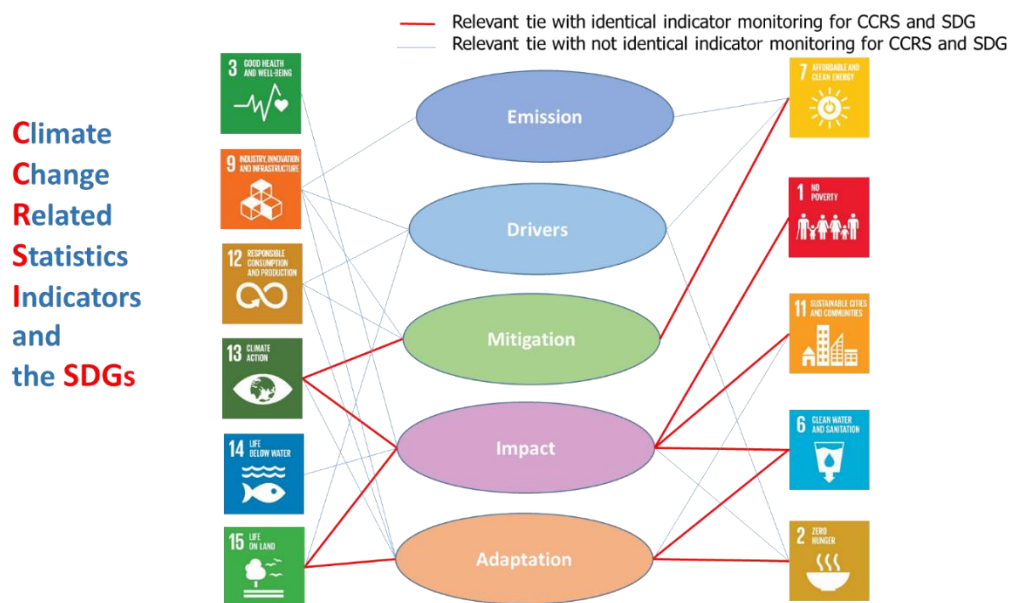 Relevant tie with identical indicator monitoring for CCRS and SDG
Relevant tie with not identical indicator monitoring for CCRS and SDG
Climate
Change
Related
Statistics
Indicators
and
the SDGs
3 GOOD HEALTH
AND WELL-BEING
9 INDUSTRY, INNOVATION
AND INFRASTRUCTURE
12 RESPONSIBLE
CONSUMPTION
AND PRODUCTION
13 CLIMATE
ACTION
14 LIFE
BELOW WATER
15 LIFE
ON LAND
Emission
Drivers
Mitigation
Impact
Adaptation
7 AFFORDABLE AND
CLEAN ENERGY
1 NO
POVERTY
11 SUSTAINABLE CITIES
AND COMMUNITIES
6 CLEAN WATER
AND SANITATION
2 ZERO
HUNGER